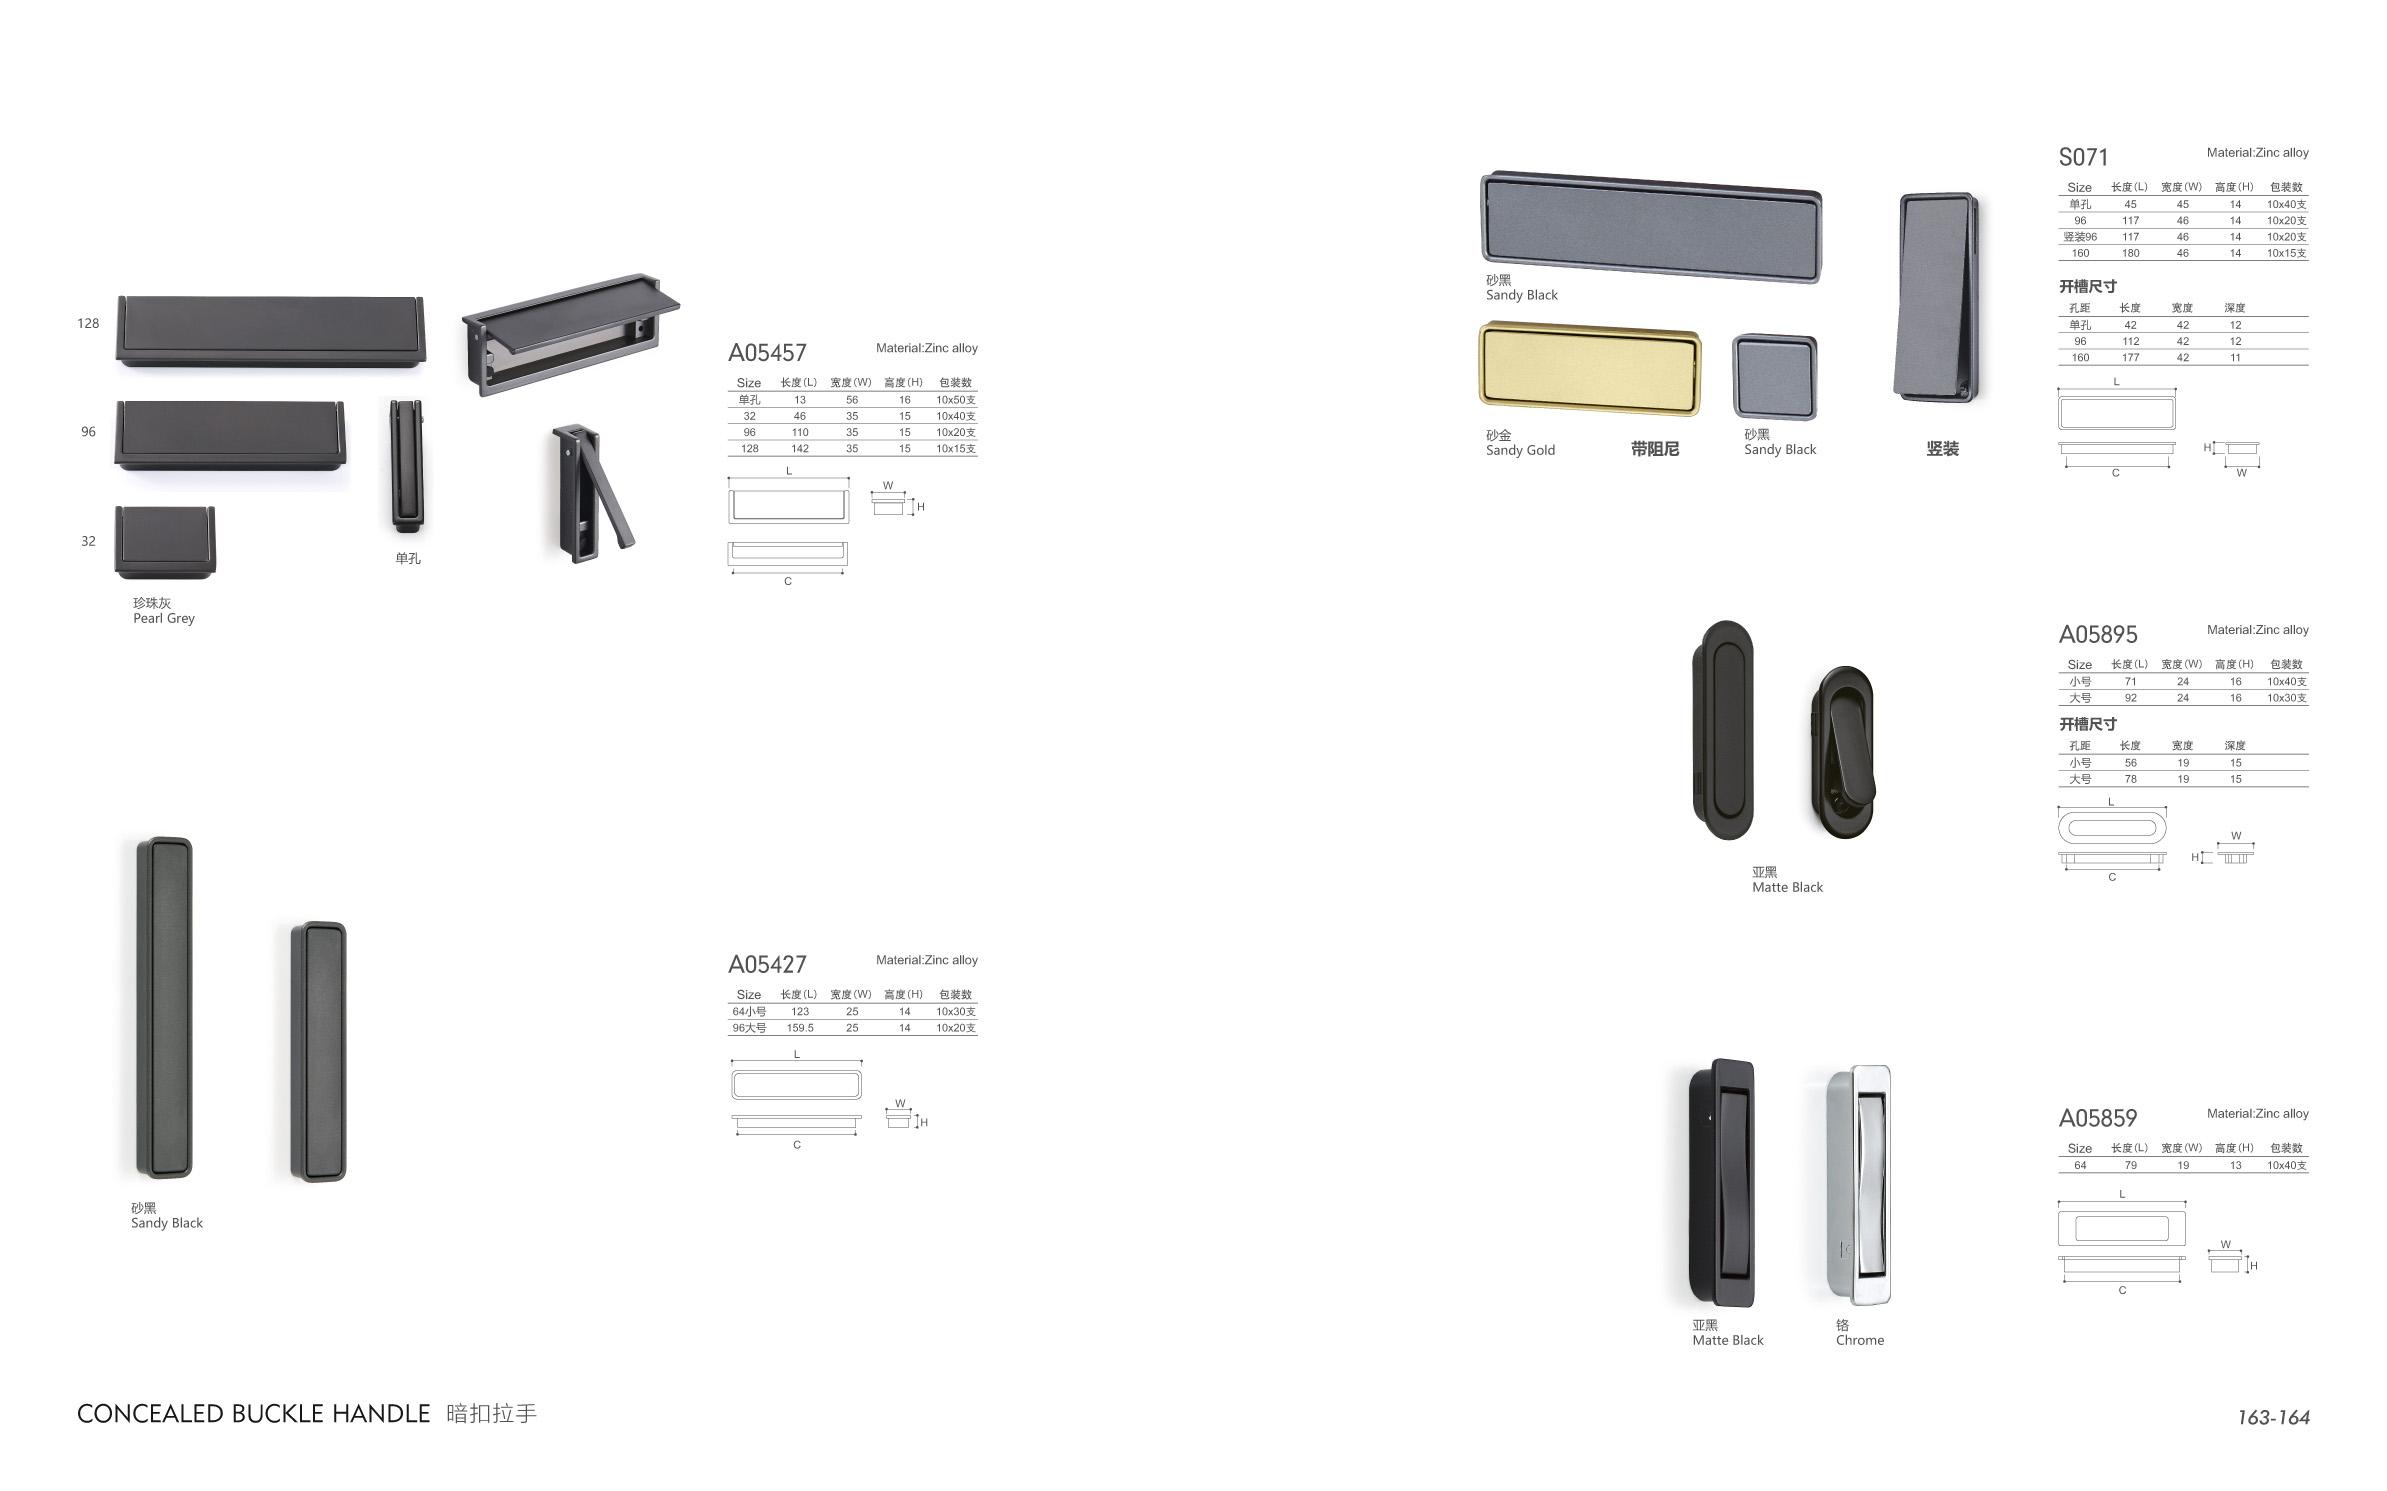 128
96
32
单孔
珍珠灰
Pearl Grey
A05457 Material:Zinc alloy
Size 长度(L) 宽度(W) 高度(H) 包装数
单孔 13 56 16 10x50支
32 46 35 15 10x40支
96 110 35 15 10x20支
128 142 35 15 10x15支
L
W
H
C
砂黑
Sandy Black
A05427 Material:Zinc alloy
Size 长度(L) 宽度(W) 高度(H) 包装数
64小号 123 25 14 10x30支
96大号 159.5 25 14 10x20支
L
W
H
C
砂黑
Sandy Black
砂金
Sandy Gold
带阻尼
砂黑
Sandy Black
竖装
S071 Material:Zinc alloy
Size 长度(L) 宽度(W) 高度(H) 包装数
单孔 45 45 14 10x40支
96 117 46 14 10x20支
竖装96 117 46 14 10x20支
160 180 46 14 10x15支
开槽尺寸
孔距 长度 宽度 深度
单孔 42 42 12
96 112 42 12
160 177 42 11
L
H
C W
亚黑
Matte Black
A05895 Material:Zinc alloy
Size 长度(L) 宽度(W) 高度(H) 包装数
小号 71 24 16 10x40支
大号 92 24 16 10x30支
开槽尺寸
孔距 长度 宽度 深度
小号 56 19 15
大号 78 19 15
L
W
H
C
亚黑
Matte Black
铬
Chrome
A05859 Material:Zinc alloy
Size 长度(L) 宽度(W) 高度(H) 包装数
64 79 19 13 10x40支
L
W
H
C
CONCEALED BUCKLE HANDLE 暗扣拉手
163-164